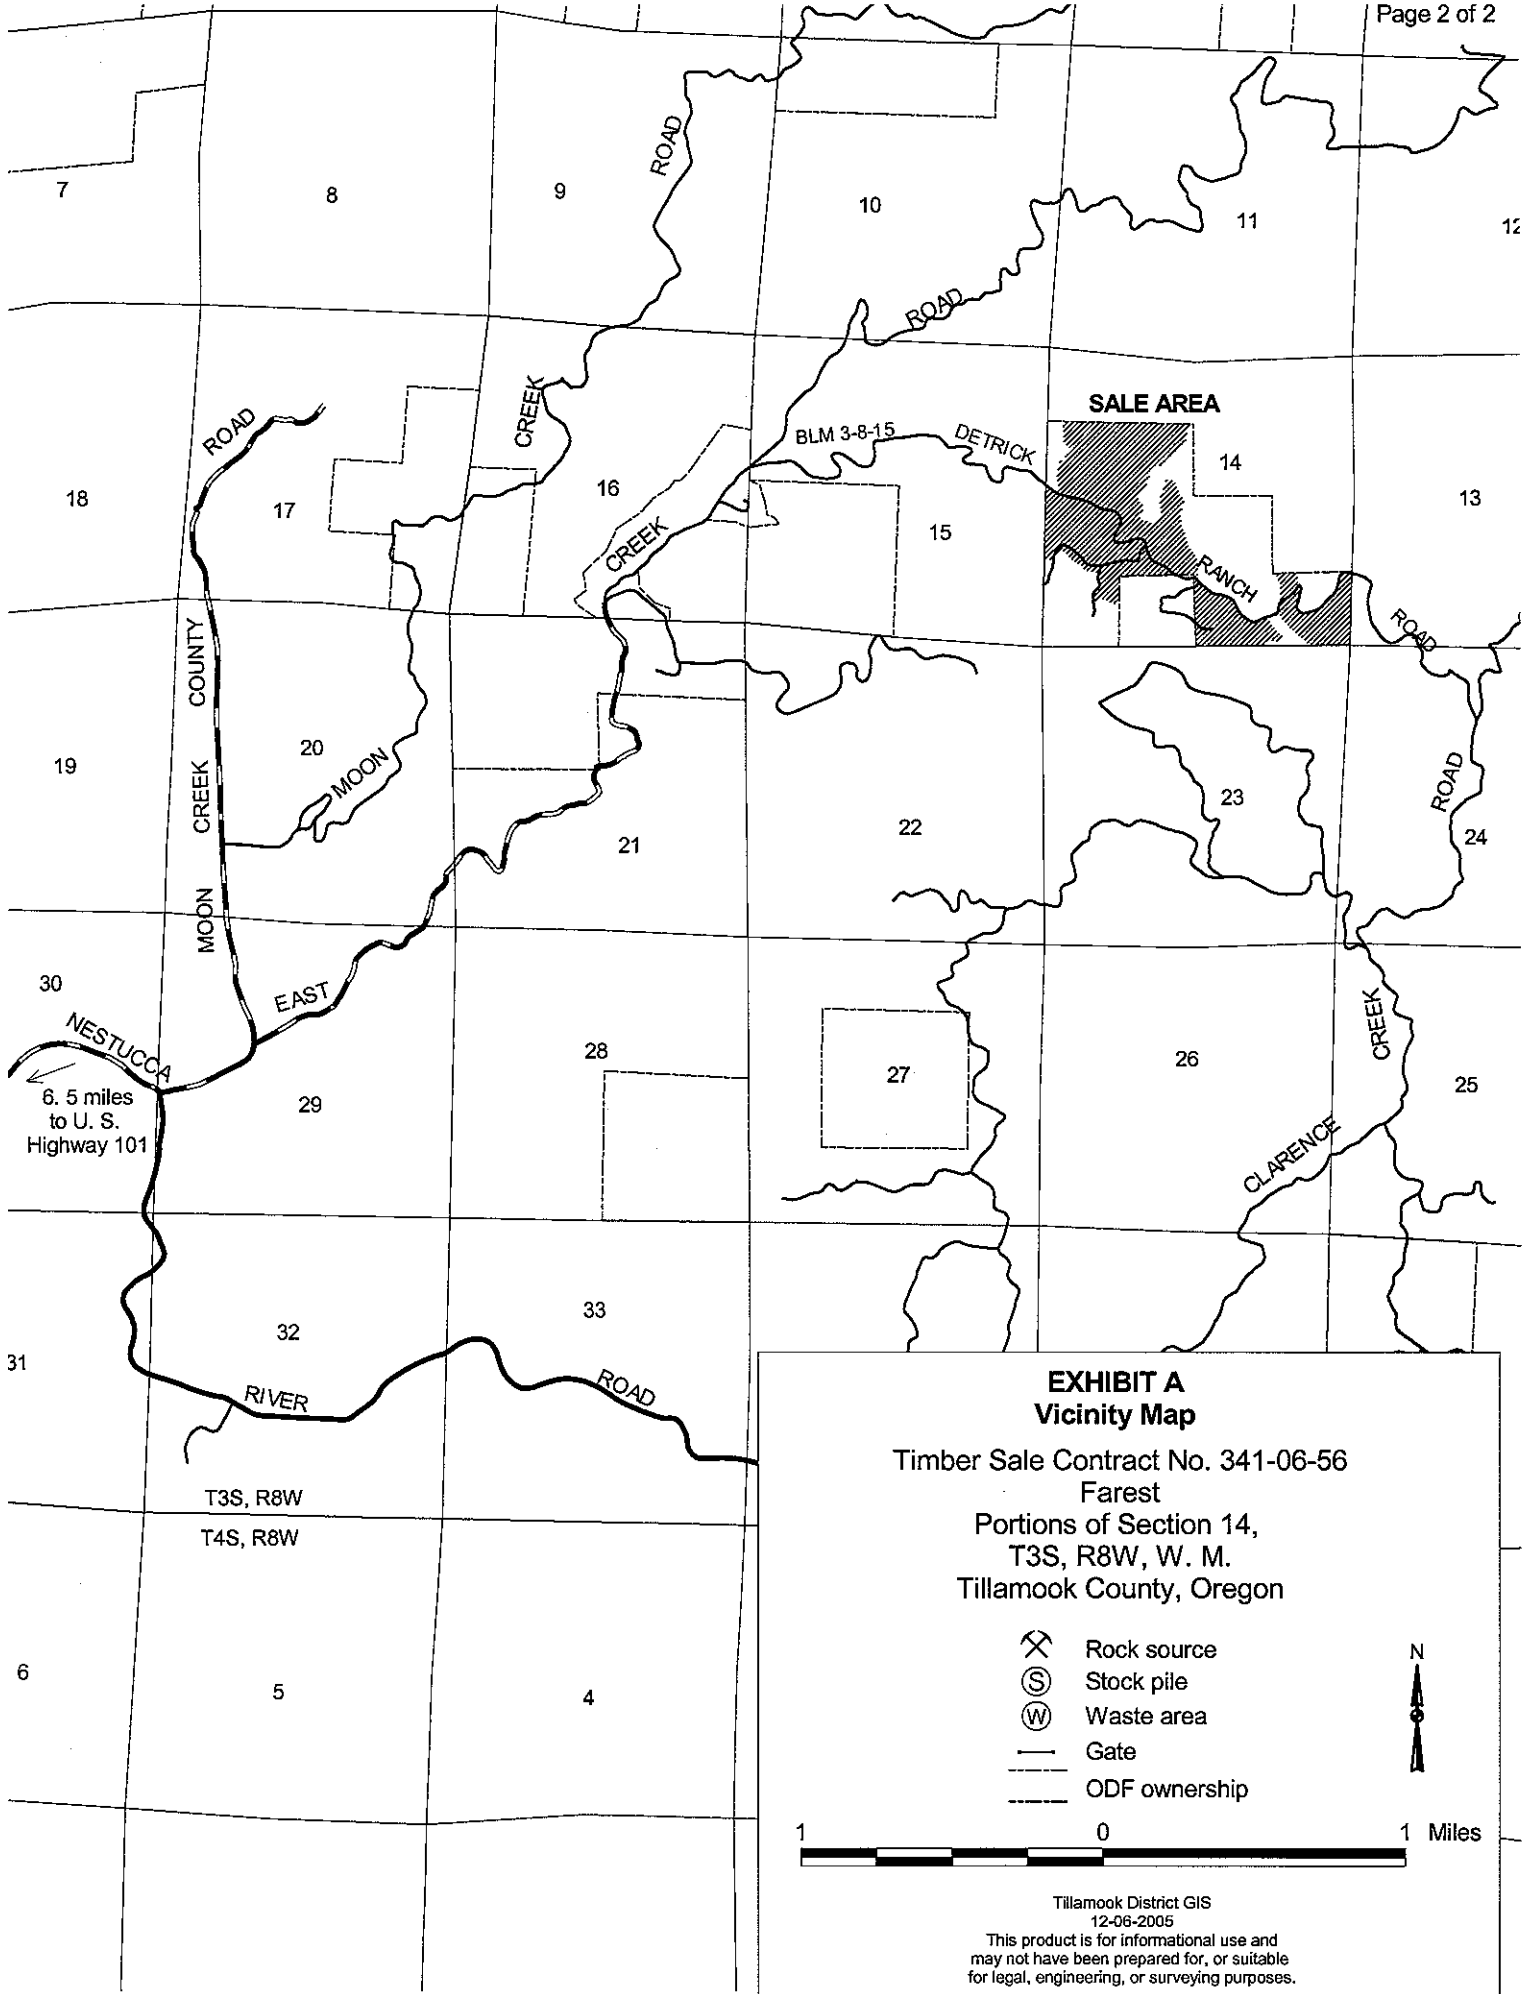 Page 2 of 2
7
8
9
ROAD
10
11
12
ROAD
ROAD
CREEK
SALE AREA
BLM 3-8-15
DETRICK
14
18
17
16
15
13
CREEK
RANCH
ROAD
COUNTY
19
20
MOON
CREEK
23
ROAD
22
24
21
MOON
30
EAST
NESTUCCA
28
27
26
CREEK
25
29
6. 5 miles
to U. S.
Highway 101
CLARENCE
33
32
31
RIVER
ROAD
T3S, R8W
T4S, R8W
6
5
4
EXHIBIT A
Vicinity Map
Timber Sale Contract No. 341-06-56
Farest
Portions of Section 14,
T3S, R8W, W. M.
Tillamook County, Oregon
Rock source
S Stock pile
W Waste area
Gate
ODF ownership
N
1 0 1 Miles
Tillamook District GIS
12-06-2005
This product is for informational use and
may not have been prepared for, or suitable
for legal, engineering, or surveying purposes.